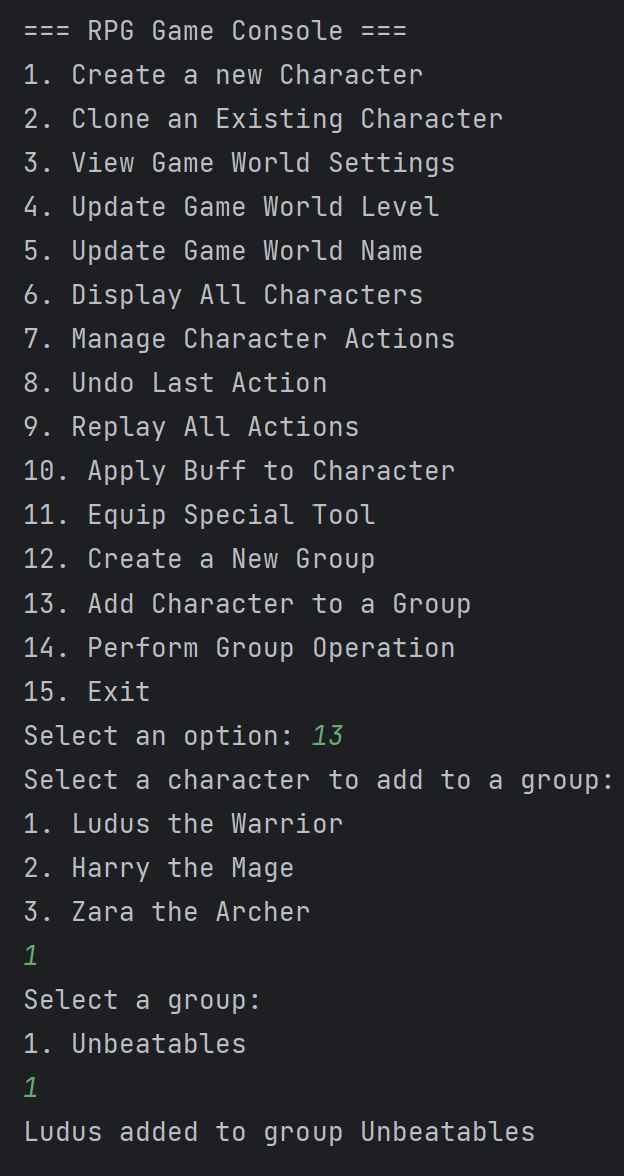 === RPG Game Console ===
1. Create a new Character
2. Clone an Existing Character
3. View Game World Settings
4. Update Game World Level
5. Update Game World Name
6. Display All Characters
7. Manage Character Actions
8. Undo Last Action
9. Replay All Actions
10. Apply Buff to Character
11. Equip Special Tool
12. Create a New Group
13. Add Character to a Group
14. Perform Group Operation
15. Exit
Select an option: 13
Select a character to add to a group:
1. Ludus the Warrior
2. Harry the Mage
3. Zara the Archer
1
Select a group:
1. Unbeatables
1
Ludus added to group Unbeatables